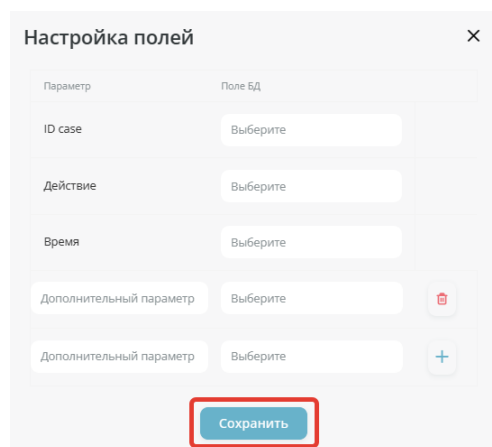 Настройка полей
Параметр Поле БД
ID case Выберите
Действие Выберите
Время Выберите
Дополнительный параметр Выберите
Дополнительный параметр Выберите
Сохранить